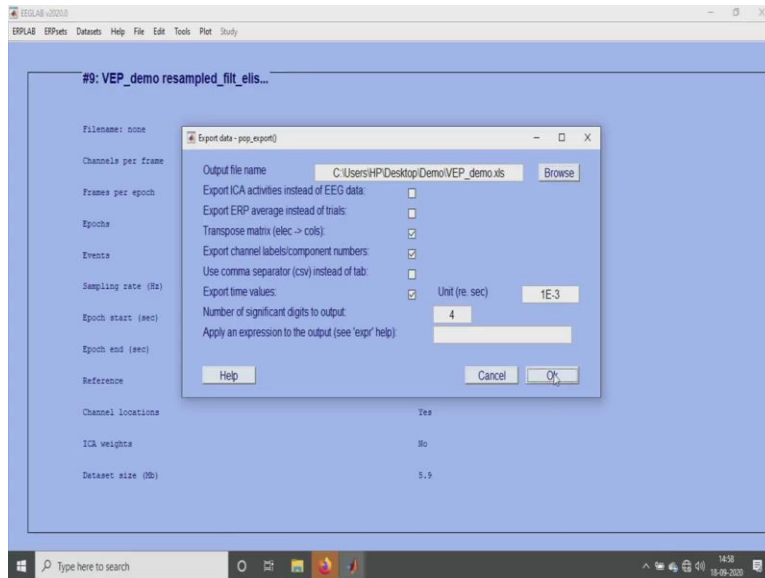 EEGLAB v2020.0
ERPLAB ERPsets Datasets Help File Edit Tools Plot Study
#9: VEP_demo resampled_filt_elis...
Filename: none
Channels per frame
Frames per epoch
Epochs
Events
Sampling rate (Hz)
Epoch start (sec)
Epoch end (sec)
Reference
Channel locations Yes
ICA weights No
Dataset size (Mb) 5.9
Export data - pop_export()
Output file name C:\Users\HP\Desktop\Demo\VEP_demo.xls Browse
Export ICA activities instead of EEG data:
Export ERP average instead of trials:
Transpose matrix (elec -> cols):
Export channel labels/component numbers:
Use comma separator (csv) instead of tab:
Export time values: Unit (re. sec) 1E-3
Number of significant digits to output: 4
Apply an expression to the output (see 'expr' help):
Help Cancel Ok
Type here to search
14:58
18-09-2020